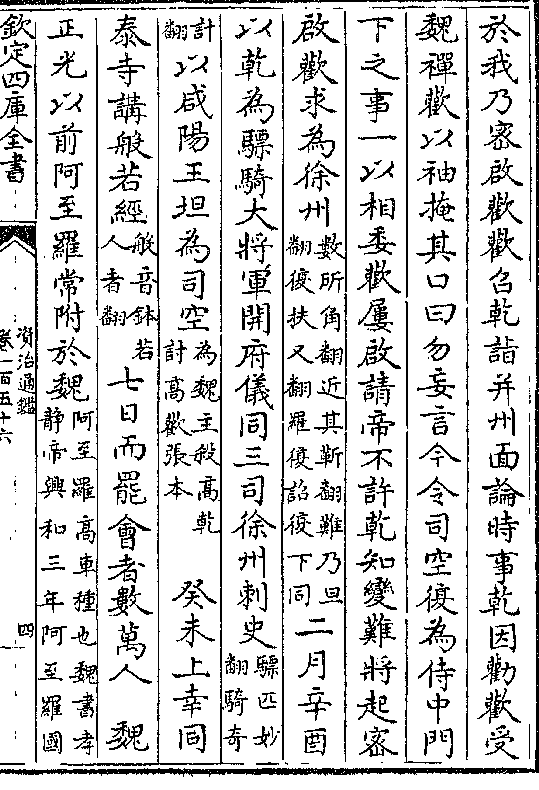 於我乃密啟歡歡召乾詣并州面論時事乾因勸歡受
魏禪歡以袖掩其口曰勿妄言今令司空復為侍中門
下之事一以相委歡屢啟請帝不許乾知變難將起密
啟歡求為徐州數所角翻近其靳翻難乃旦翻復扶又翻羅復詔復下同二月辛酉
以乾為驃騎大將軍開府儀同三司徐州刺史驃匹妙翻騎奇
計翻以咸陽王坦為司空為魏主殺高乾討高歡張本 癸未上幸同
泰寺講般若經般音鉢若人者翻七日而罷會者數萬人 魏
正光以前阿至羅常附於魏阿至羅高車種也魏書孝靜帝興和三年阿至羅國
欽定四庫全書
資治通鑑
卷一百五十六
四